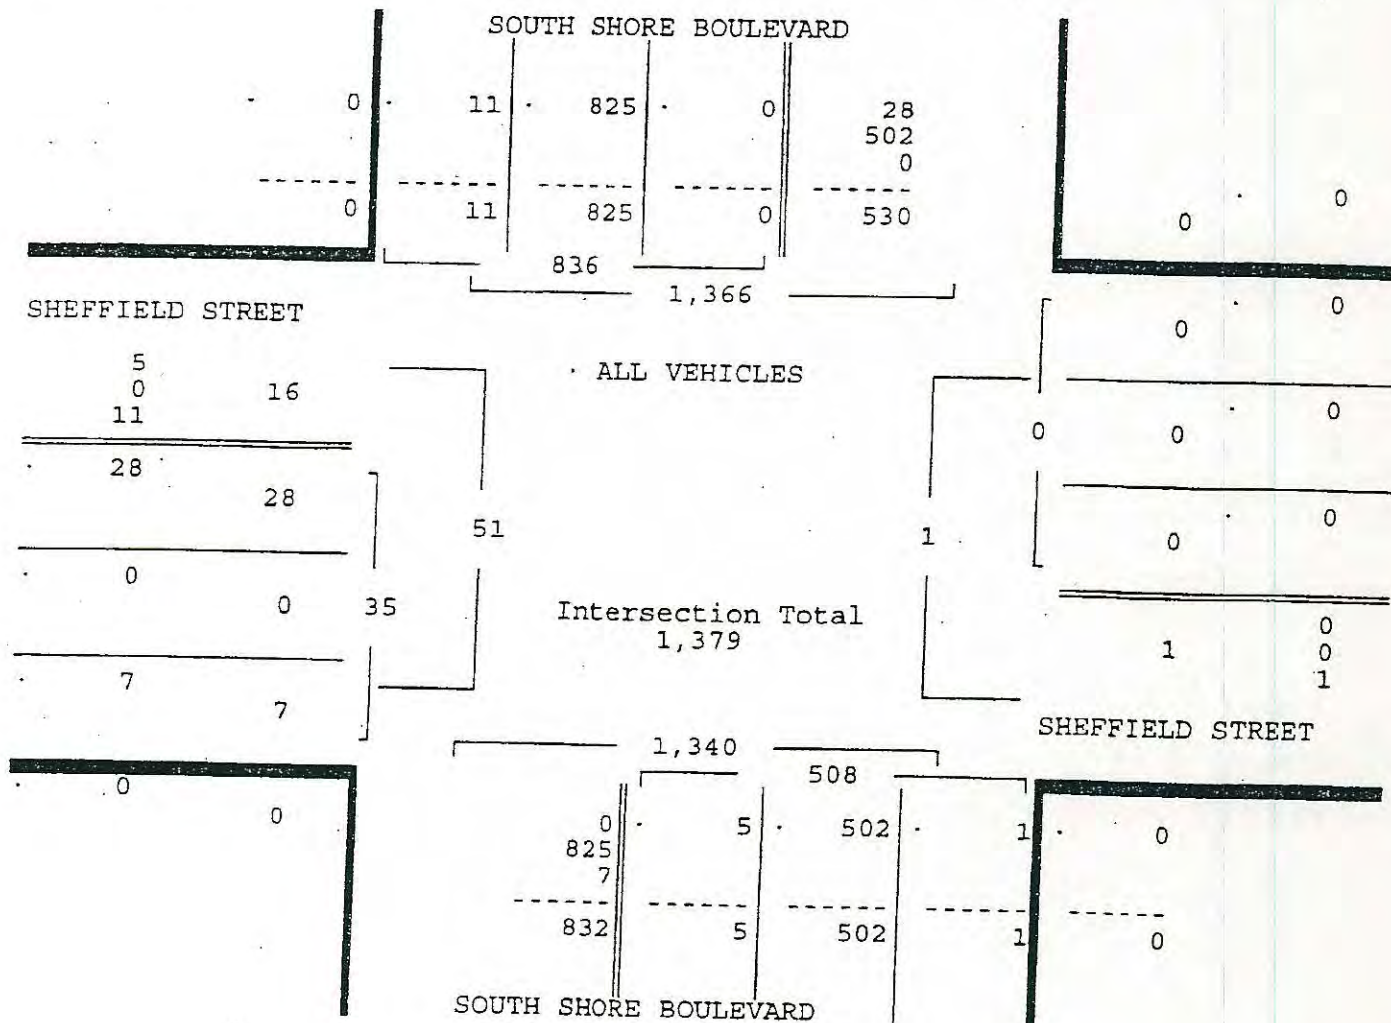 SOUTH SHORE BOULEVARD
0 11 825 0 28
502
0
------ ------ ------ ------ ------
0 11 825 0 530
0 0
836
1,366
SHEFFIELD STREET
0 0
5
0 16
11
ALL VEHICLES
0 0 0
28
28
51
1
0 0
0
0 35
Intersection Total
1,379
0
1 0
1
7
7
SHEFFIELD STREET
1,340
508
0
0
0 5 502 1 0
825
7
------ ------ ------ ------ ------
832 5 502 1 0
SOUTH SHORE BOULEVARD